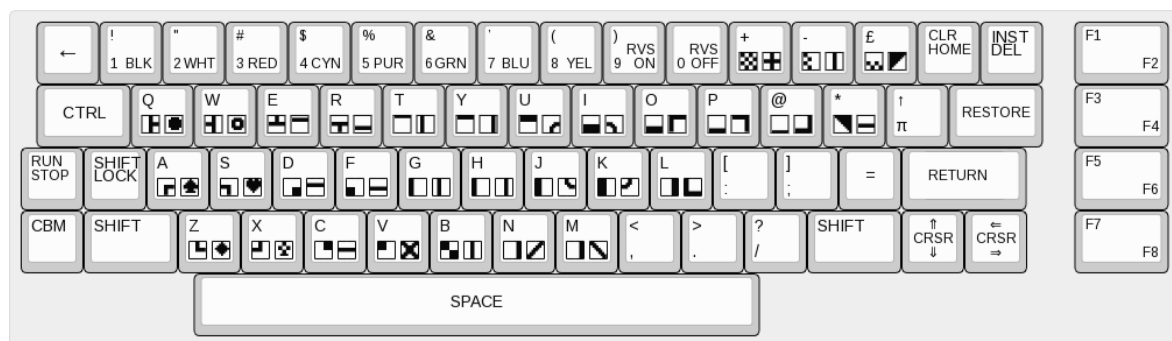 ← ! 1 BLK " 2 WHT # 3 RED $ 4 CYN % 5 PUR & 6 GRN ' 7 BLU ( 8 YEL ) 9 RVS ON 0 RVS OFF + - £ CLR HOME INST DEL F1 F2
CTRL Q W E R T Y U I O P @ * ↑ π RESTORE F3 F4
RUN STOP SHIFT LOCK A S D F G H J K L [ : ] ; = RETURN F5 F6
CBM SHIFT Z X C V B N M < , > . ? / SHIFT ⇑ CRSR ⇓ ⇐ CRSR ⇒ F7 F8
SPACE